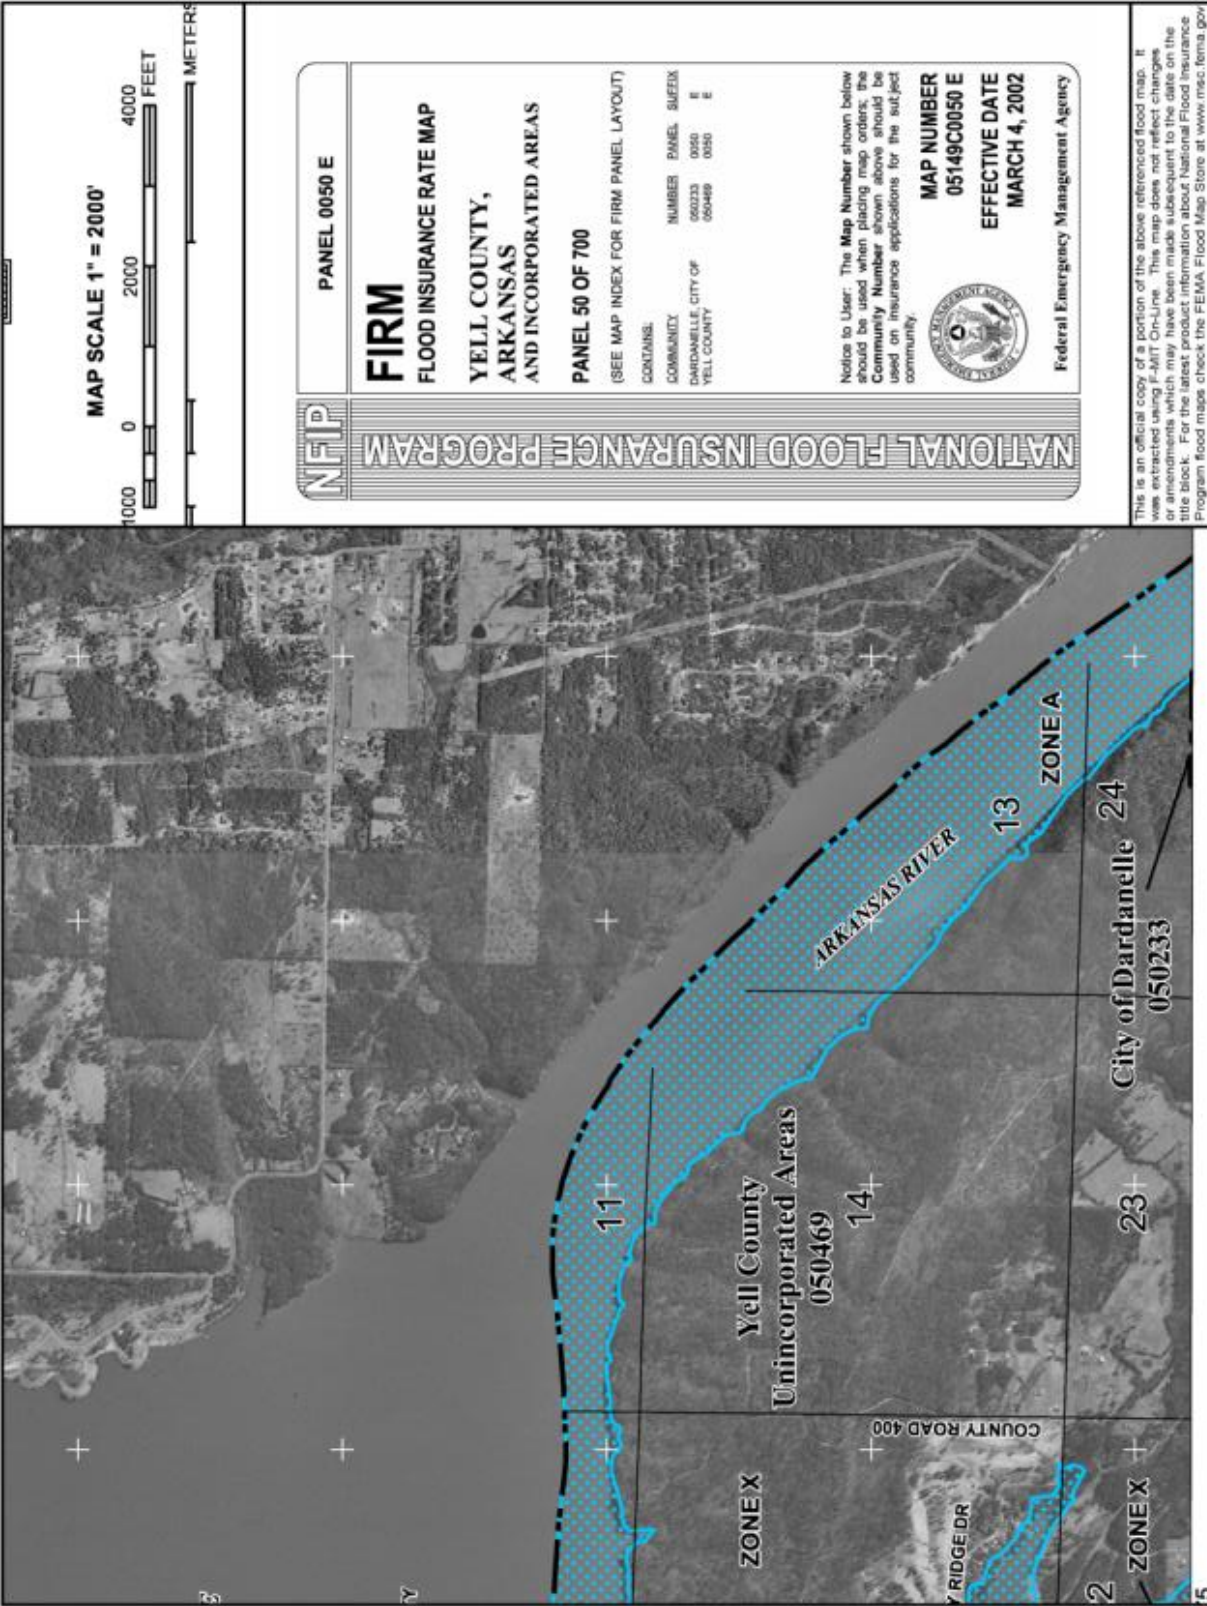 MAP SCALE 1" = 2000'
1000 0 2000 4000
FEET
METERS
PANEL 0050 E
NFIP
NATIONAL FLOOD INSURANCE PROGRAM
FIRM
FLOOD INSURANCE RATE MAP
YELL COUNTY,
ARKANSAS
AND INCORPORATED AREAS
PANEL 50 OF 700
(SEE MAP INDEX FOR FIRM PANEL LAYOUT)
CONTAINS:
COMMUNITY NUMBER PANEL SUFFIX
DARDANELLE, CITY OF 050233 0050 E
YELL COUNTY 050469 0050 E
Notice to User: The Map Number shown below
should be used when placing map orders; the
Community Number shown above should be
used on insurance applications for the subject
community.
MAP NUMBER
05149C0050 E
EFFECTIVE DATE
MARCH 4, 2002
Federal Emergency Management Agency
This is an official copy of a portion of the above referenced flood map. It
was extracted using F-MIT On-Line. This map does not reflect changes
or amendments which may have been made subsequent to the date on the
title block. For the latest product information about National Flood Insurance
Program flood maps check the FEMA Flood Map Store at www.msc.fema.gov
11
ARKANSAS RIVER
13
ZONE A
Yell County
Unincorporated Areas
050469
14
24
City of Dardanelle
050233
23
COUNTY ROAD 400
ZONE X
Y RIDGE DR
2
ZONE X